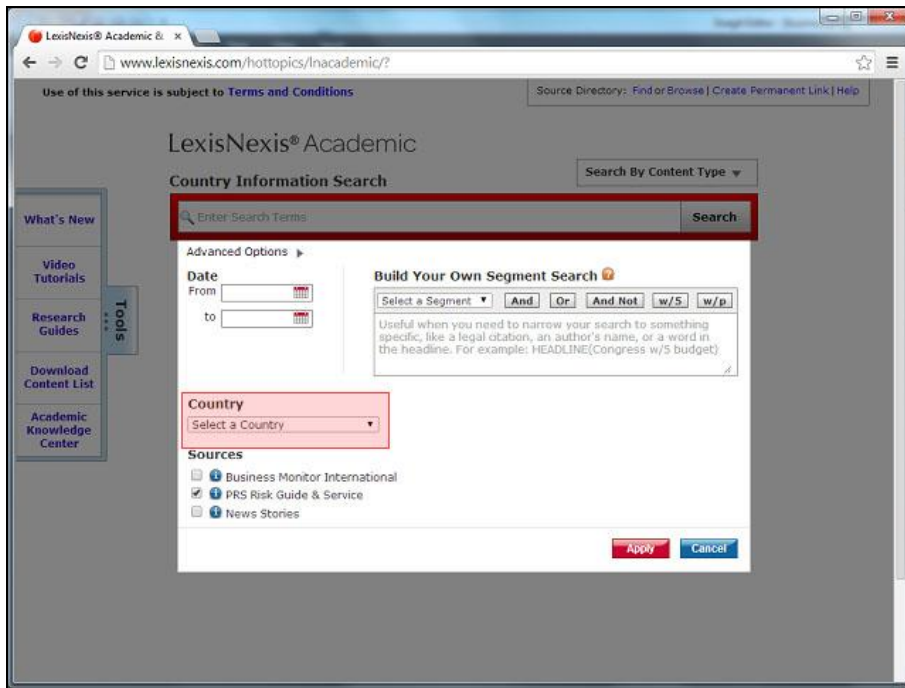 LexisNexis® Academic &
www.lexisnexis.com/hottopics/lnacademic/?
Use of this service is subject to Terms and Conditions
Source Directory: Find or Browse | Create Permanent Link | Help
LexisNexis® Academic
Country Information Search
Search By Content Type
Enter Search Terms
Search
What's New
Video
Tutorials
Research
Guides
Download
Content List
Academic
Knowledge
Center
Tools
Advanced Options
Date
From
to
Build Your Own Segment Search
Select a Segment And Or And Not w/5 w/p
Useful when you need to narrow your search to something
specific, like a legal citation, an author's name, or a word in
the headline. For example: HEADLINE(Congress w/5 budget)
Country
Select a Country
Sources
Business Monitor International
PRS Risk Guide & Service
News Stories
Apply Cancel